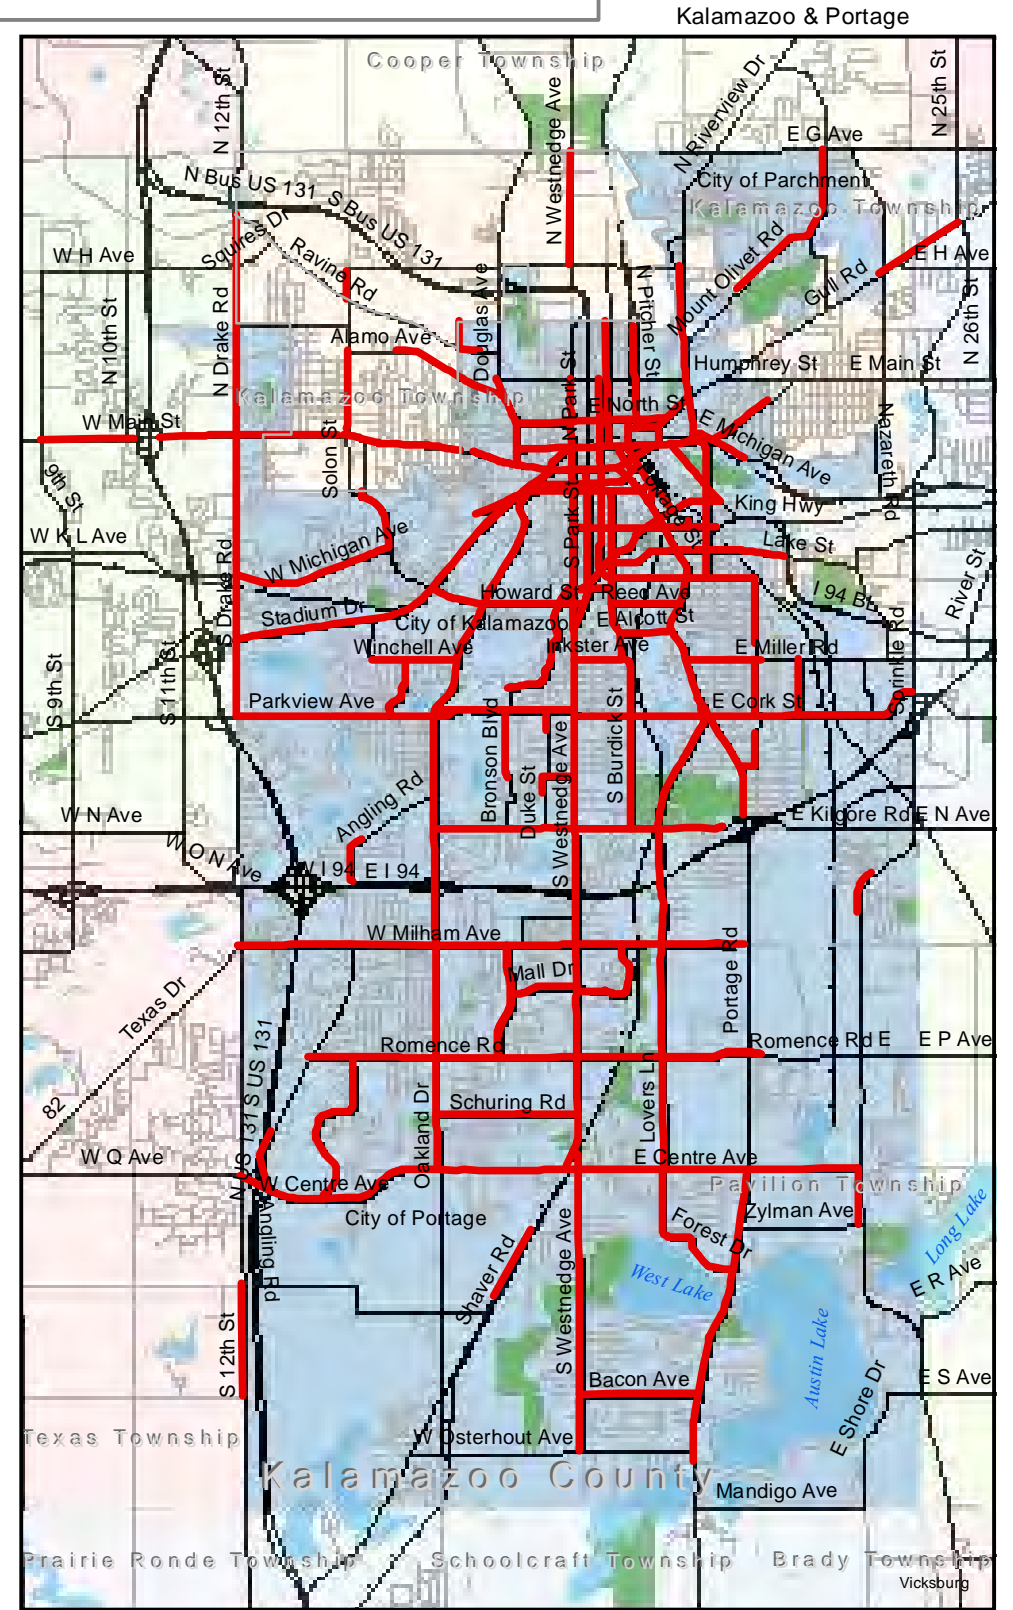 Kalamazoo & Portage
Cooper Township
N 12th St
N Westnedge Ave
N Riverview Dr
N 25th St
E G Ave
City of Parchment
Kalamazoo Township
N Bus US 131
S Bus US 131
Squires Dr
Ravine Rd
W H Ave
E H Ave
Mount Olivet Rd
Gull Rd
N 10th St
N Drake Rd
Douglas Ave
N Pitcher St
N 26th St
Alamo Ave
Humphrey St
E Main St
Kalamazoo Township
N Park St
E North St
W Main St
E Michigan Ave
Nazareth Rd
Solon St
9th St
Portage St
King Hwy
W K L Ave
W Michigan Ave
S Park St
Lake St
S Drake Rd
Howard St
Reed Ave
I 94 BL
River St
Stadium Dr
City of Kalamazoo
E Alcott St
Winchell Ave
Inkster Ave
E Miller Rd
Sprinkle Rd
S 9th St
S 11th St
Parkview Ave
E Cork St
Bronson Blvd
S Burdick St
S Westnedge Ave
Duke St
Angling Rd
W N Ave
E Kilgore Rd
E N Ave
W O N Ave
W I 94
E I 94
W Milham Ave
Mall Dr
Portage Rd
Texas Dr
N US 131
S US 131
Romence Rd
Romence Rd E
E P Ave
82
Oakland Dr
Schuring Rd
Lovers Ln
W Q Ave
E Centre Ave
W Centre Ave
Pavilion Township
Angling Rd
City of Portage
Zylman Ave
Forest Dr
Long Lake
Shaver Rd
S Westnedge Ave
West Lake
E R Ave
S 12th St
Austin Lake
Bacon Ave
E Shore Dr
E S Ave
Texas Township
W Osterhout Ave
Kalamazoo County
Mandigo Ave
Prairie Ronde Township
Schoolcraft Township
Brady Township
Vicksburg